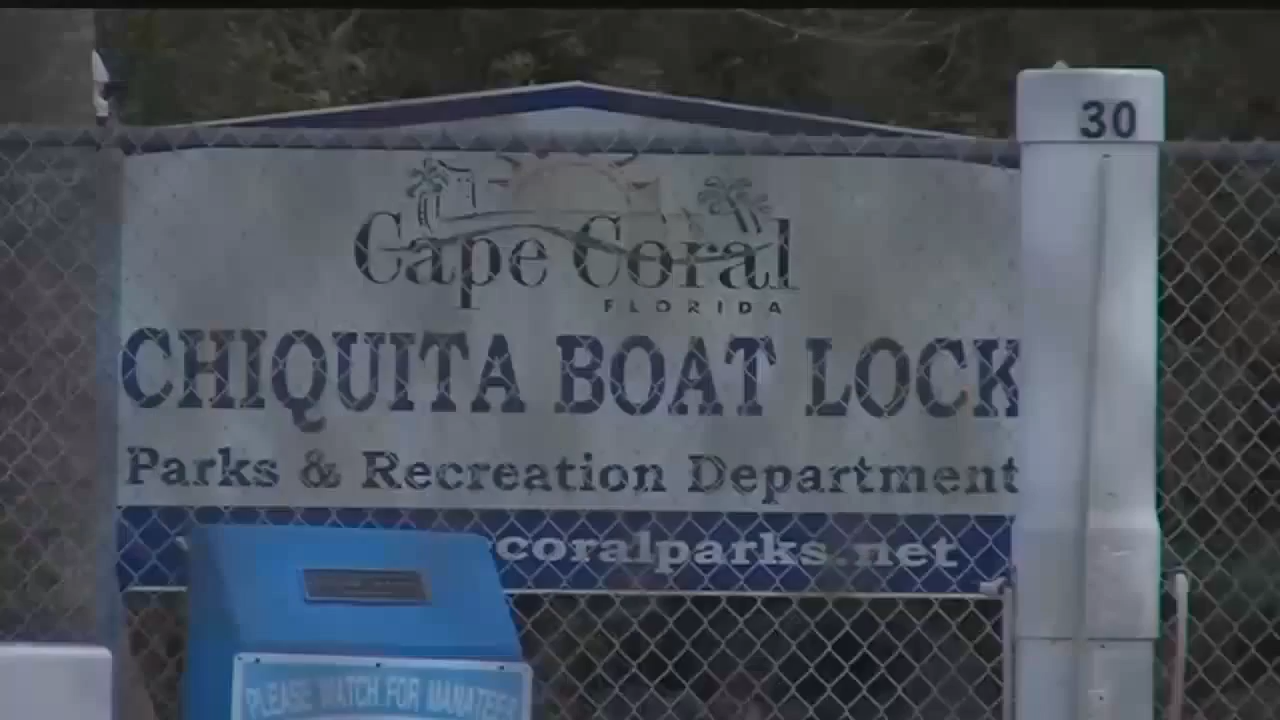 30
Cape Coral
FLORIDA
CHIQUITA BOAT LOCK
Parks & Recreation Department
coralparks.net
PLEASE WATCH FOR MANATEES